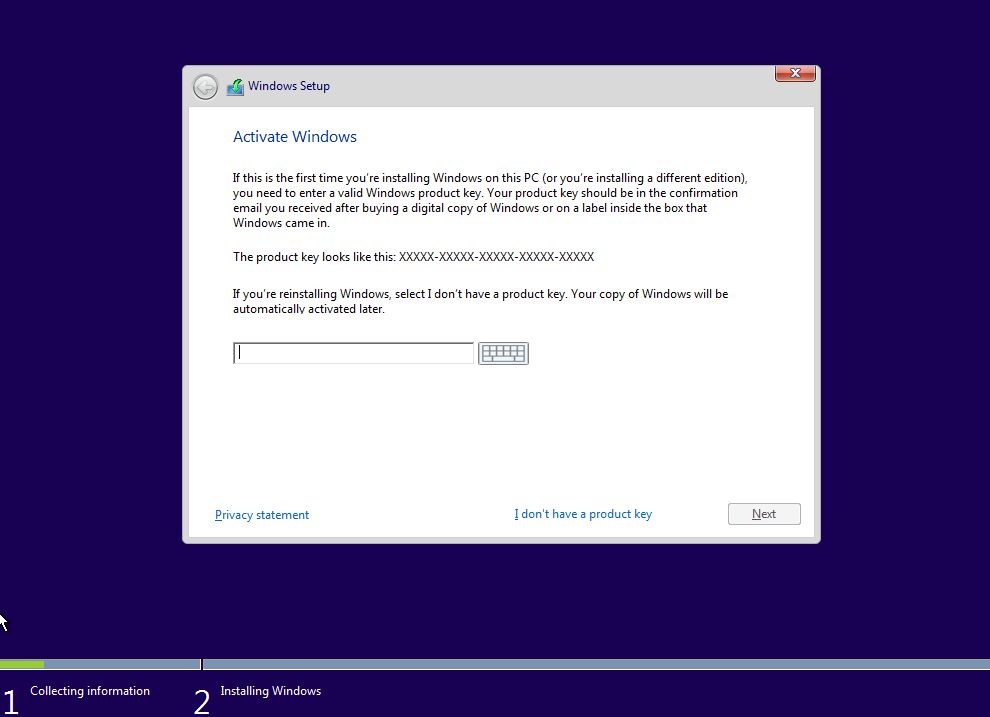 Windows Setup
Activate Windows
If this is the first time you're installing Windows on this PC (or you're installing a different edition),
you need to enter a valid Windows product key. Your product key should be in the confirmation
email you received after buying a digital copy of Windows or on a label inside the box that
Windows came in.
The product key looks like this: XXXXX-XXXXX-XXXXX-XXXXX-XXXXX
If you're reinstalling Windows, select I don't have a product key. Your copy of Windows will be
automatically activated later.
Privacy statement
I don't have a product key
Next
1 Collecting information
2 Installing Windows